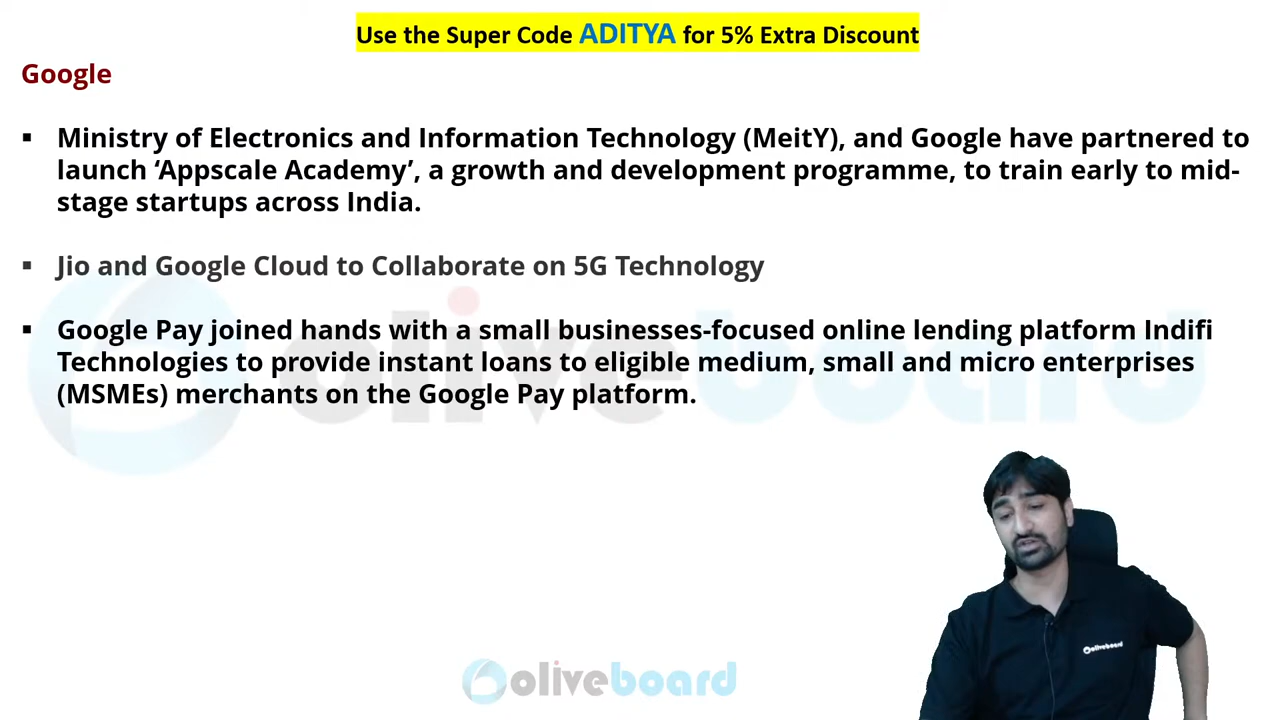 Use the Super Code ADITYA for 5% Extra Discount
Google
▪ Ministry of Electronics and Information Technology (MeitY), and Google have partnered to
launch ‘Appscale Academy’, a growth and development programme, to train early to mid-
stage startups across India.
▪ Jio and Google Cloud to Collaborate on 5G Technology
▪ Google Pay joined hands with a small businesses-focused online lending platform Indifi
Technologies to provide instant loans to eligible medium, small and micro enterprises
(MSMEs) merchants on the Google Pay platform.
oliveboard
oliveboard
oliveboard